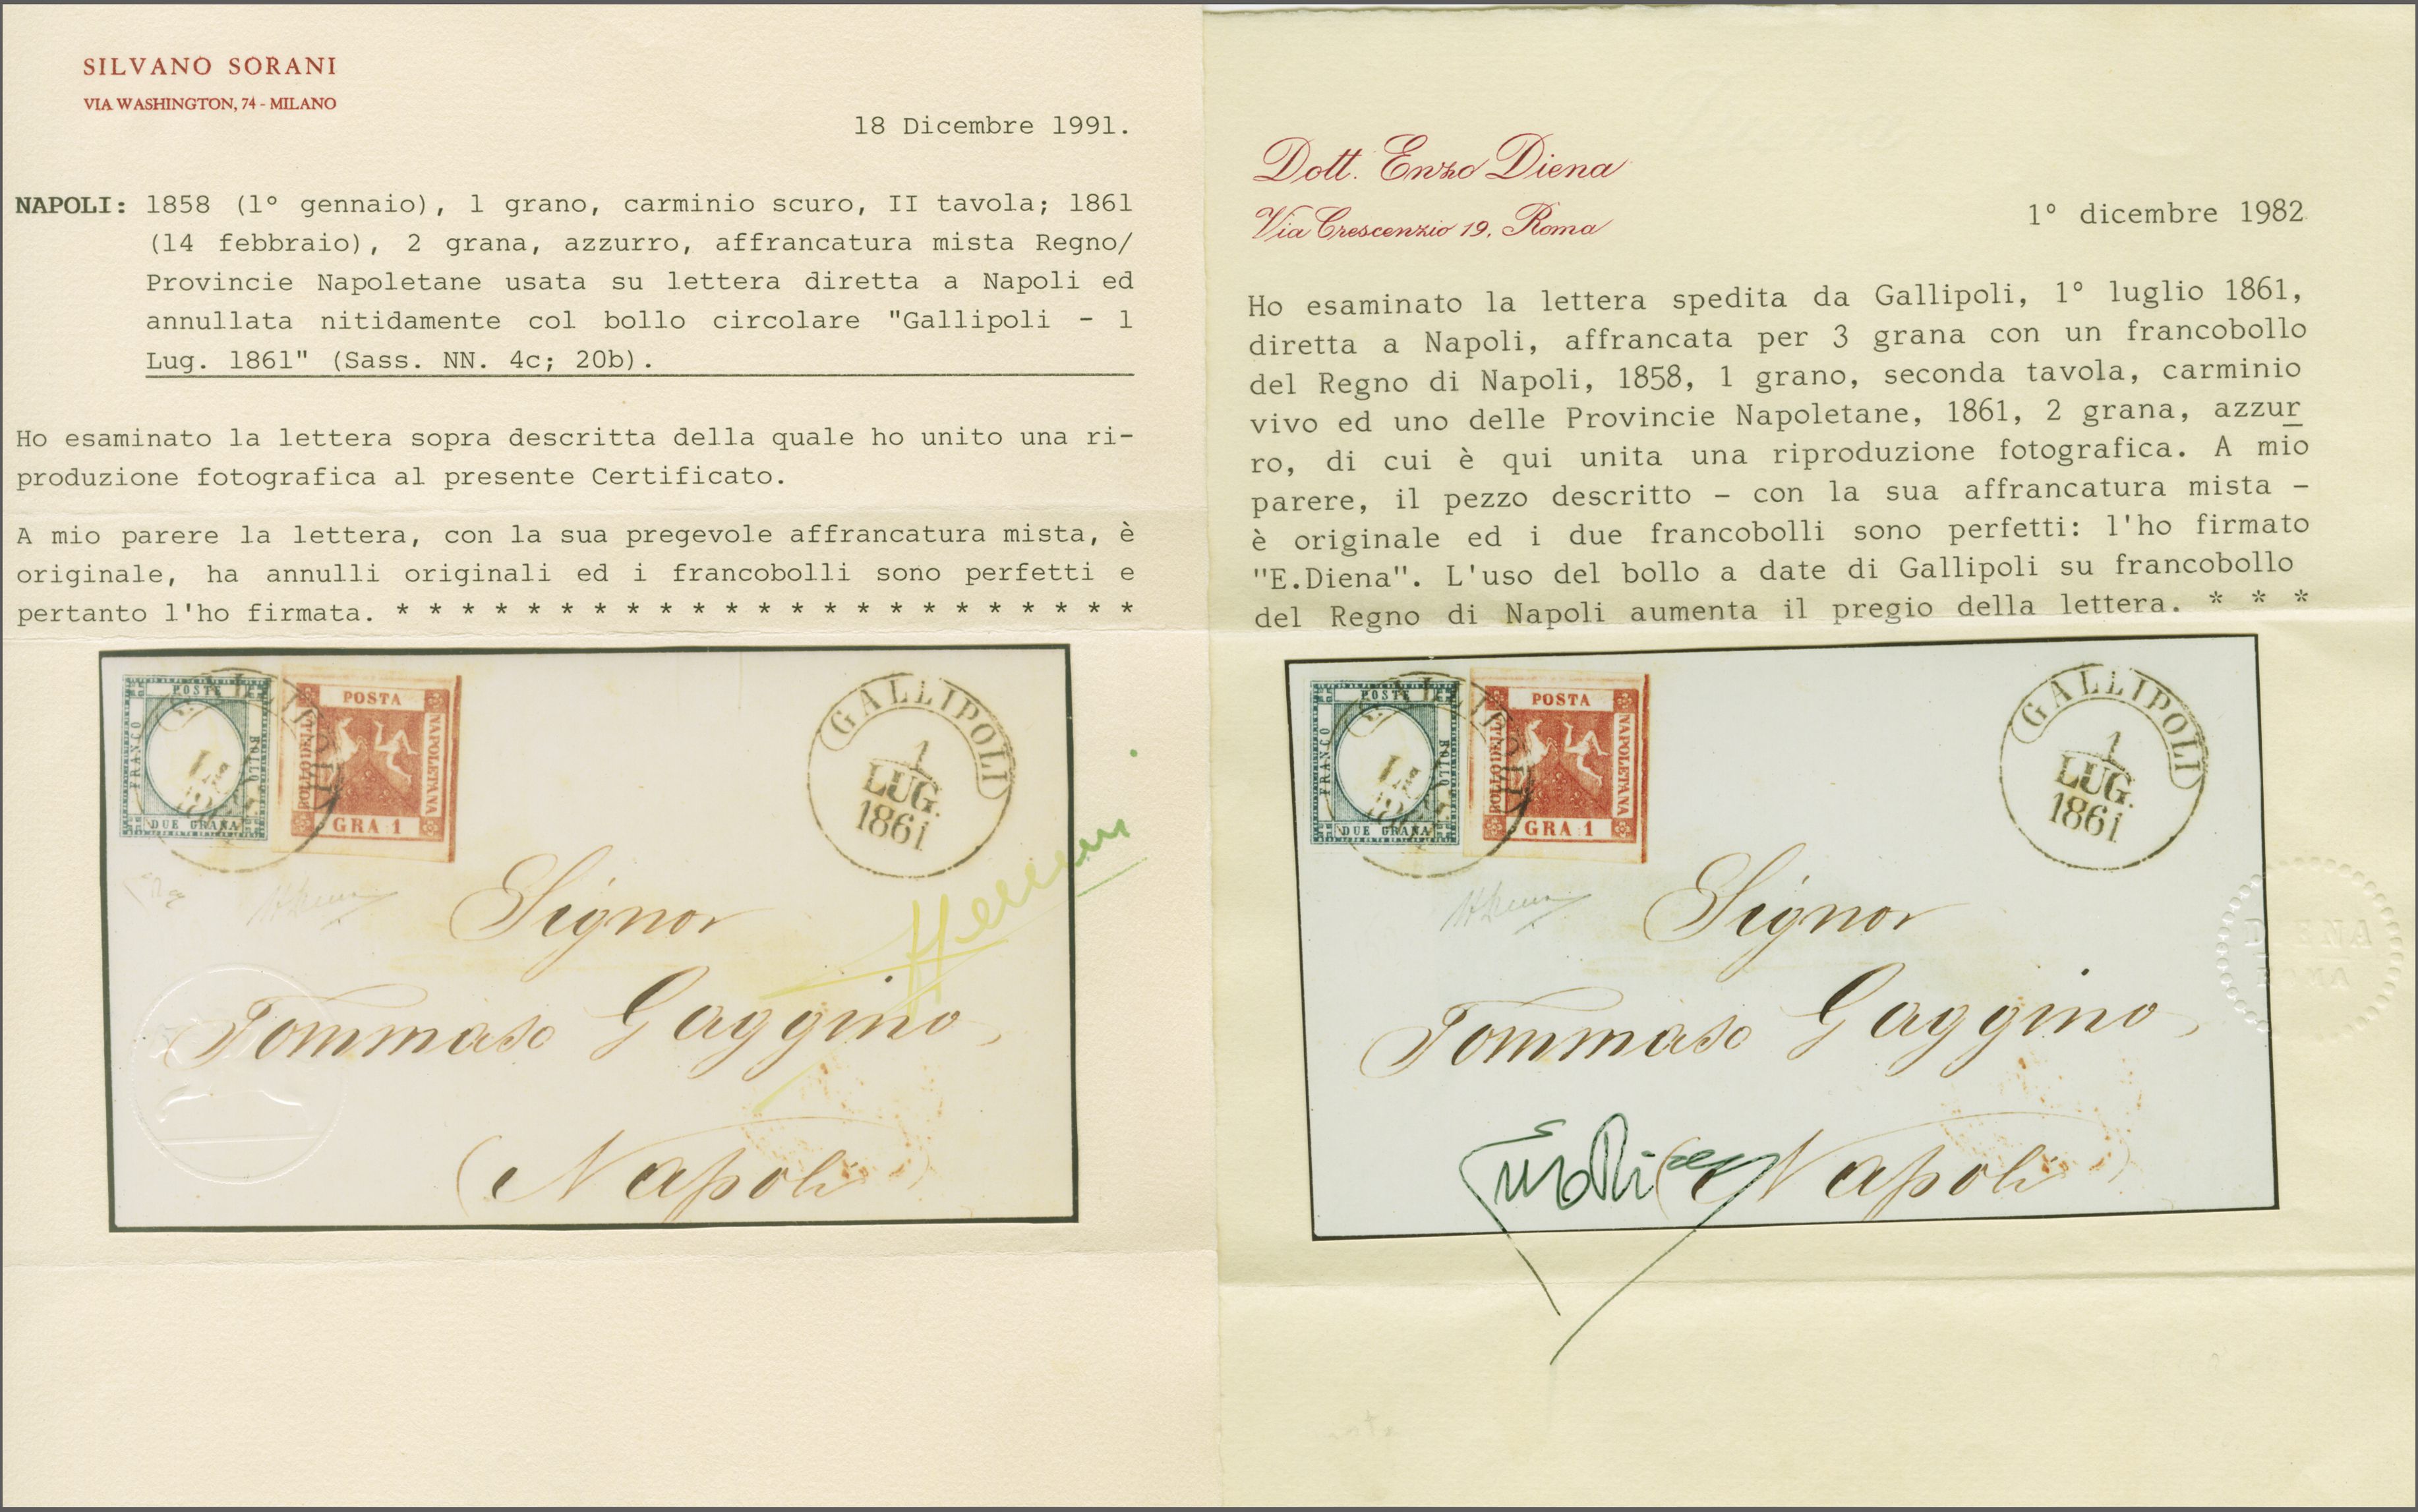 SILVANO SORANI
VIA WASHINGTON, 74 - MILANO
18 Dicembre 1991.
NAPOLI: 1858 (1° gennaio), 1 grano, carminio scuro, II tavola; 1861
(14 febbraio), 2 grana, azzurro, affrancatura mista Regno/
Provincie Napoletane usata su lettera diretta a Napoli ed
annullata nitidamente col bollo circolare "Gallipoli - 1
Lug. 1861" (Sass. NN. 4c; 20b).
Ho esaminato la lettera sopra descritta della quale ho unito una ri-
produzione fotografica al presente Certificato.
A mio parere la lettera, con la sua pregevole affrancatura mista, è
originale, ha annulli originali ed i francobolli sono perfetti e
pertanto l'ho firmata. * * * * * * * * * * * * * * * * * * * * * * *
POSTE
FRANCO
BOLLO
DUE GRANA
POSTA
BOLLO DELLA
NAPOLETANA
GRA 1
GALLIPOLI
1
LUG.
1861
Signor
Tommaso Gaggino,
Napoli
Dott. Enzo Diena
Via Crescenzio 19, Roma
1° dicembre 1982
Ho esaminato la lettera spedita da Gallipoli, 1° luglio 1861,
diretta a Napoli, affrancata per 3 grana con un francobollo
del Regno di Napoli, 1858, 1 grano, seconda tavola, carminio
vivo ed uno delle Provincie Napoletane, 1861, 2 grana, azzur
ro, di cui è qui unita una riproduzione fotografica. A mio
parere, il pezzo descritto - con la sua affrancatura mista -
è originale ed i due francobolli sono perfetti: l'ho firmato
"E.Diena". L'uso del bollo a date di Gallipoli su francobollo
del Regno di Napoli aumenta il pregio della lettera. * * *
POSTE
FRANCO
BOLLO
DUE GRANA
POSTA
BOLLO DELLA
NAPOLETANA
GRA 1
GALLIPOLI
1
LUG.
1861
Signor
Tommaso Gaggino,
Napoli